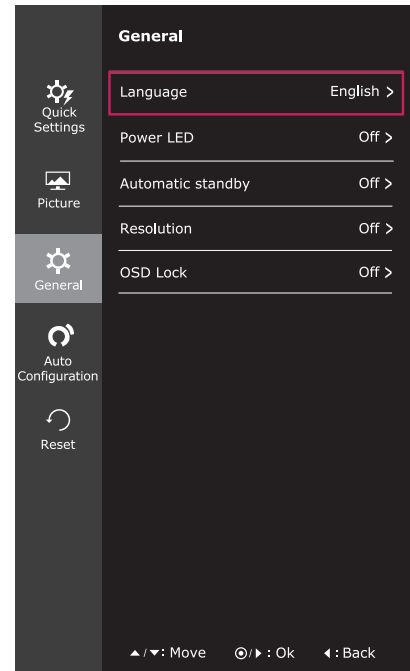 General
Quick
Settings
Picture
General
Auto
Configuration
Reset
Language English >
Power LED Off >
Automatic standby Off >
Resolution Off >
OSD Lock Off >
▲/▼: Move ◉/▶ : Ok ◀ : Back